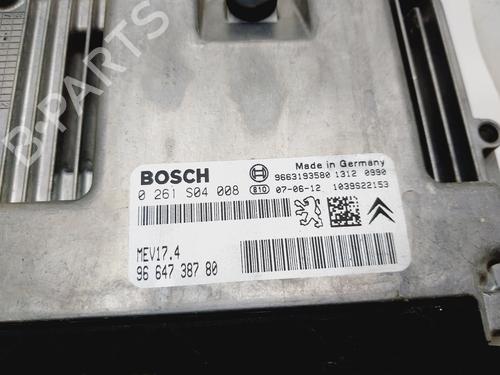 B-PARTS
BOSCH
Made in Germany
9663193580 1312 0990
0 261 S04 008 810 07-06-12 1039S22153
MEV17.4
96 647 387 80